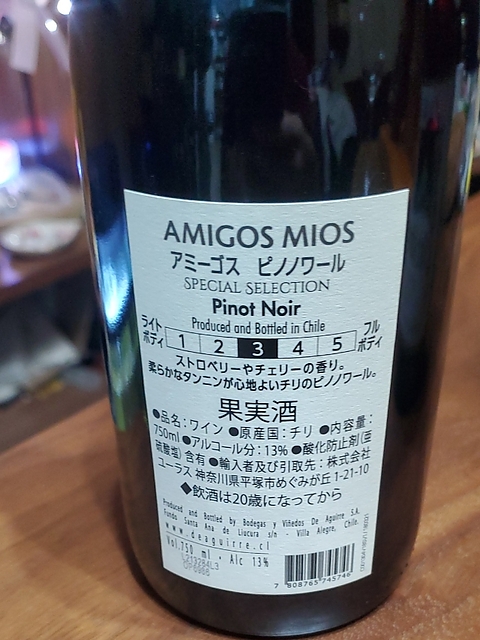 AMIGOS MIOS
アミーゴス ピノノワール
SPECIAL SELECTION
Pinot Noir
Produced and Bottled in Chile
ライトボディ 1 2 3 4 5 フルボディ
ストロベリーやチェリーの香り。
柔らかなタンニンが心地よいチリのピノノワール。
果実酒
●品名：ワイン ●原産国：チリ ●内容量：
750ml ●アルコール分：13% ●酸化防止剤（亜
硫酸塩）含有 ●輸入者及び引取先：株式会社
ユーラス 神奈川県平塚市めぐみが丘1-21-10
◆飲酒は20歳になってから
Produced and Bottled by Bodegas y Viñedos De Aguirre S.A.
Fundo Santa Ana de Liucura s/n - Villa Alegre, Chile.
www.deaguirre.cl
Vol.750 ml · Alc 13%
7 808765 745746